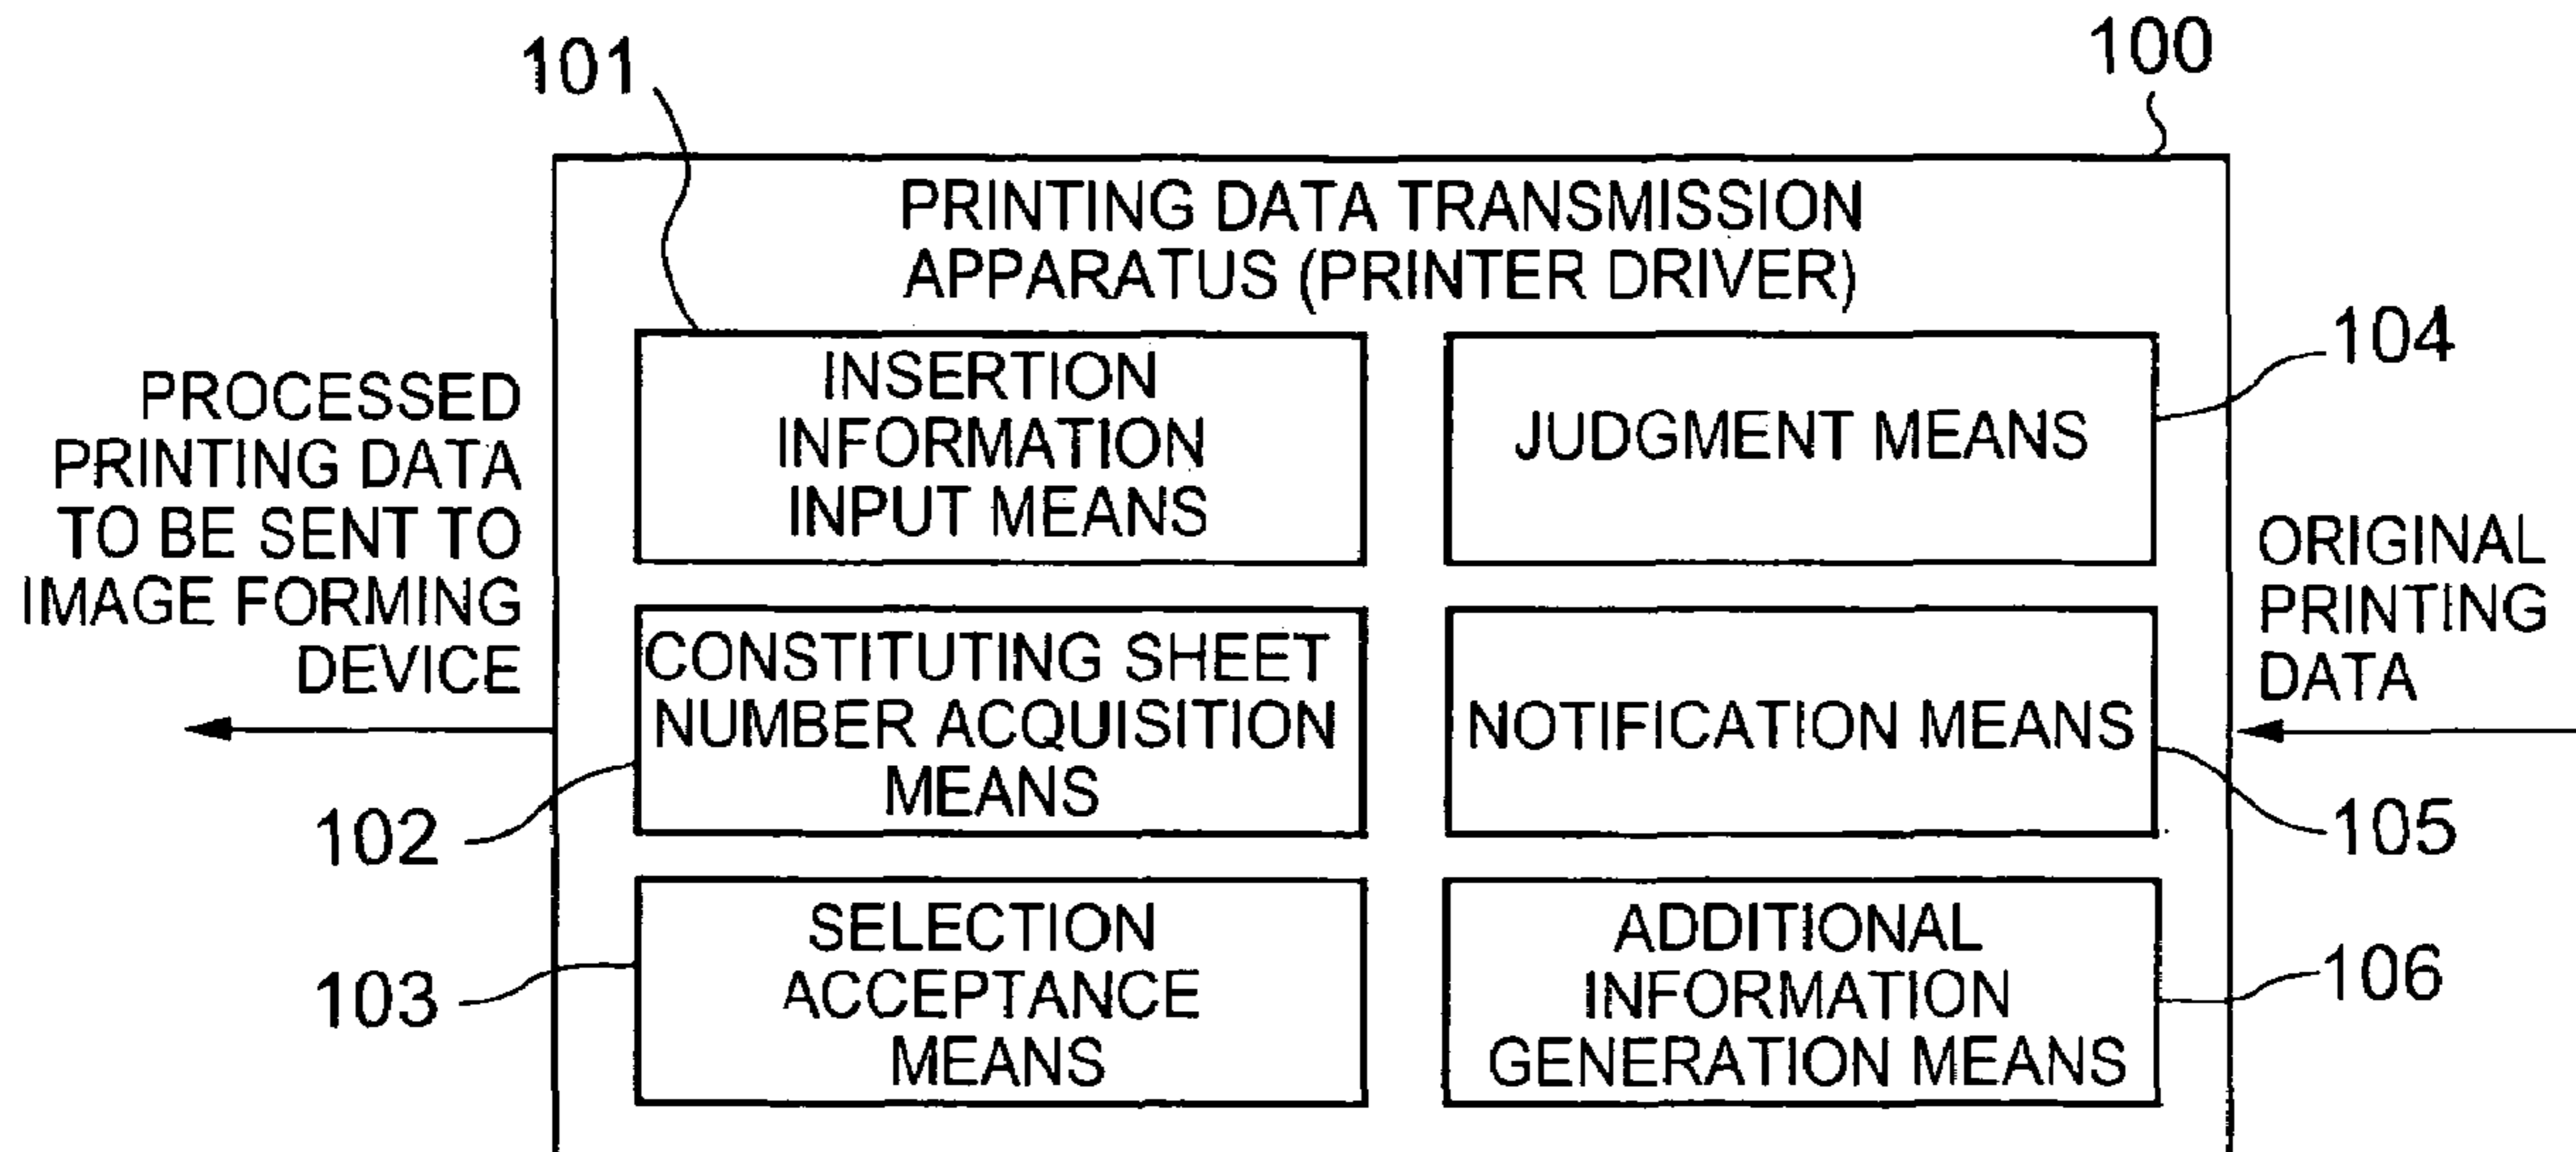 100
101
PRINTING DATA TRANSMISSION
APPARATUS (PRINTER DRIVER)
INSERTION
INFORMATION
INPUT MEANS
JUDGMENT MEANS
104
PROCESSED
PRINTING DATA
TO BE SENT TO
IMAGE FORMING
DEVICE
ORIGINAL
PRINTING
DATA
CONSTITUTING SHEET
NUMBER ACQUISITION
MEANS
NOTIFICATION MEANS
102
105
SELECTION
ACCEPTANCE
MEANS
ADDITIONAL
INFORMATION
GENERATION MEANS
103
106